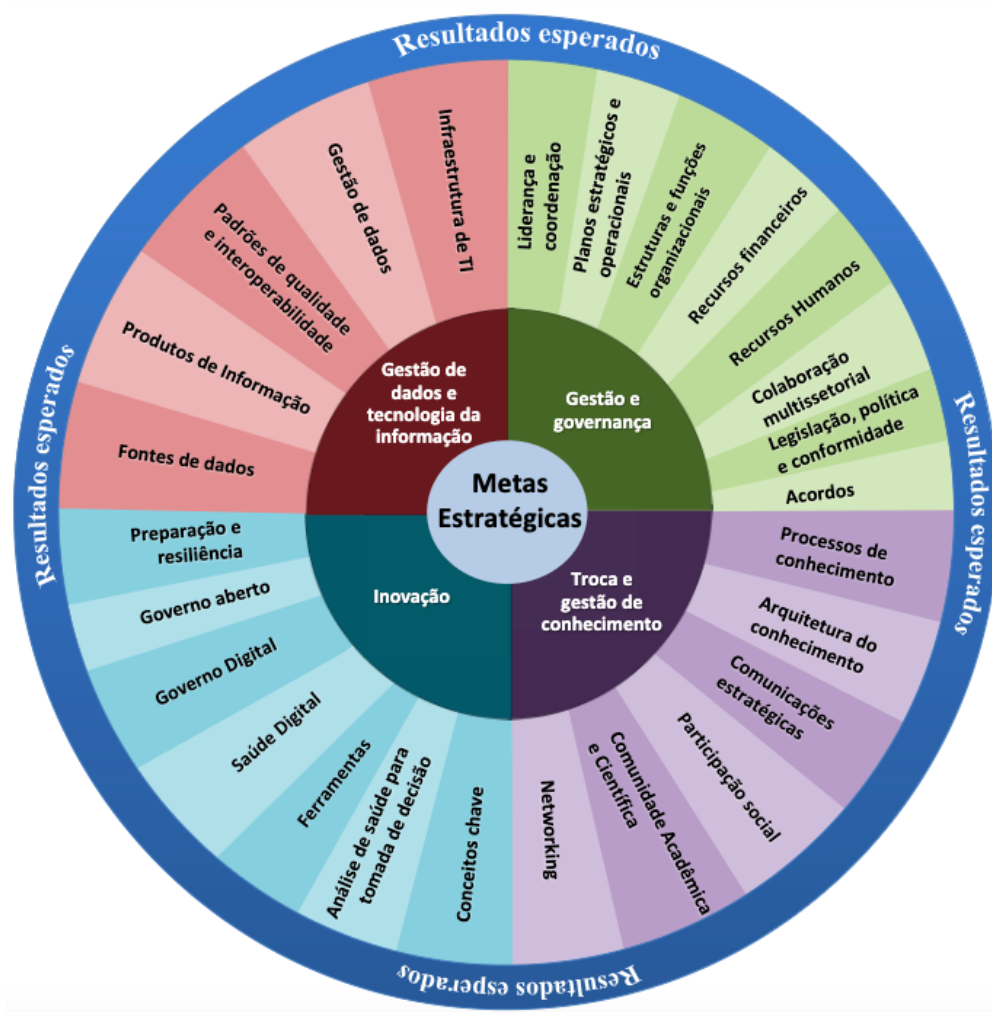 Resultados esperados
Resultados esperados
Resultados esperados
Resultados esperados
Metas
Estratégicas
Gestão de
dados e
tecnologia da
informação
Infraestrutura de TI
Gestão de dados
Padrões de qualidade
e interoperabilidade
Produtos de Informação
Fontes de dados
Gestão e
governança
Liderança e
coordenação
Planos estratégicos e
operacionais
Estruturas e funções
organizacionais
Recursos financeiros
Recursos Humanos
Colaboração
multissetorial
Legislação, política
e conformidade
Acordos
Troca e
gestão de
conhecimento
Processos de
conhecimento
Arquitetura do
conhecimento
Comunicações
estratégicas
Participação social
Comunidade Acadêmica
e Científica
Networking
Inovação
Preparação e
resiliência
Governo aberto
Governo Digital
Saúde Digital
Ferramentas
Análise de saúde para
tomada de decisão
Conceitos chave